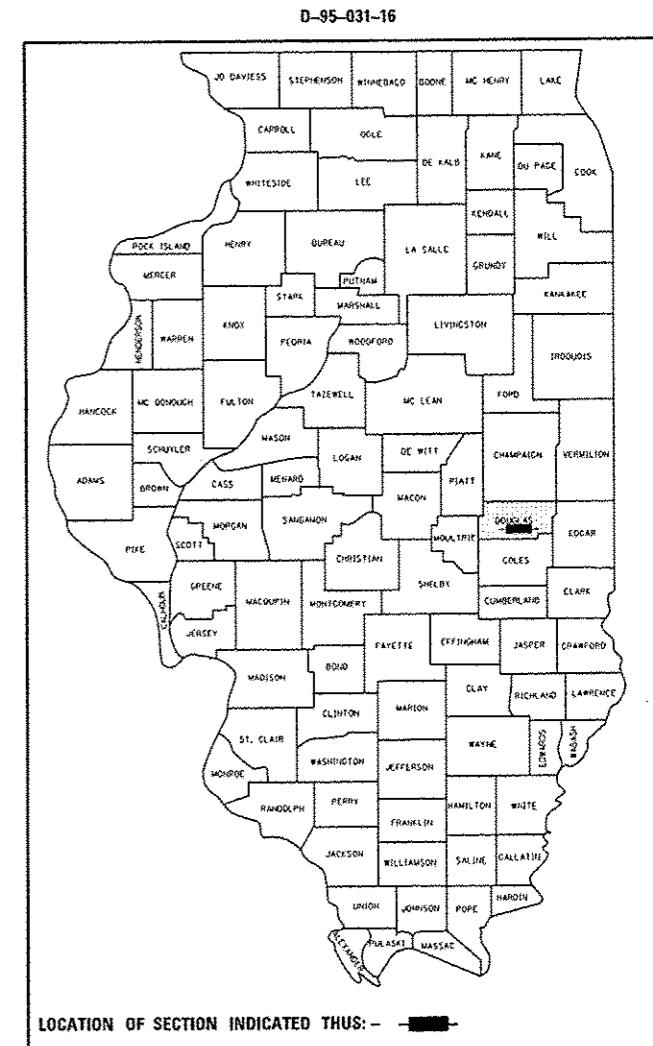 D-95-031-16
JO DAVIESS STEPHENSON WINNEBAGO BOONE MC HENRY LAKE
CARROLL OGLE DE KALB KANE DU PAGE COOK
WHITESIDE LEE
KENDALL WILL
ROCK ISLAND HENRY BUREAU LA SALLE GRUNDY
MERCER PUTNAM KANKAKEE
STARK MARSHALL
HENDERSON WARREN KNOX PEORIA WOODFORD LIVINGSTON IROQUOIS
HANCOCK MC DONOUGH FULTON TAZEWELL MC LEAN FORD
SCHUYLER MASON LOGAN DE WITT CHAMPAIGN VERMILION
ADAMS BROWN CASS MENARD MACON PIATT
PIKE SCOTT MORGAN SANGAMON CHRISTIAN MOULTRIE DOUGLAS EDGAR
COLES
CALHOUN GREENE MACOUPIN MONTGOMERY SHELBY CUMBERLAND CLARK
JERSEY FAYETTE EFFINGHAM JASPER CRAWFORD
MADISON BOND CLAY RICHLAND LAWRENCE
CLINTON MARION
ST. CLAIR WASHINGTON JEFFERSON WAYNE EDWARDS WABASH
MONROE
RANDOLPH PERRY FRANKLIN HAMILTON WHITE
JACKSON WILLIAMSON SALINE GALLATIN
UNION JOHNSON POPE HARDIN
ALEXANDER PULASKI MASSAC
LOCATION OF SECTION INDICATED THUS: -